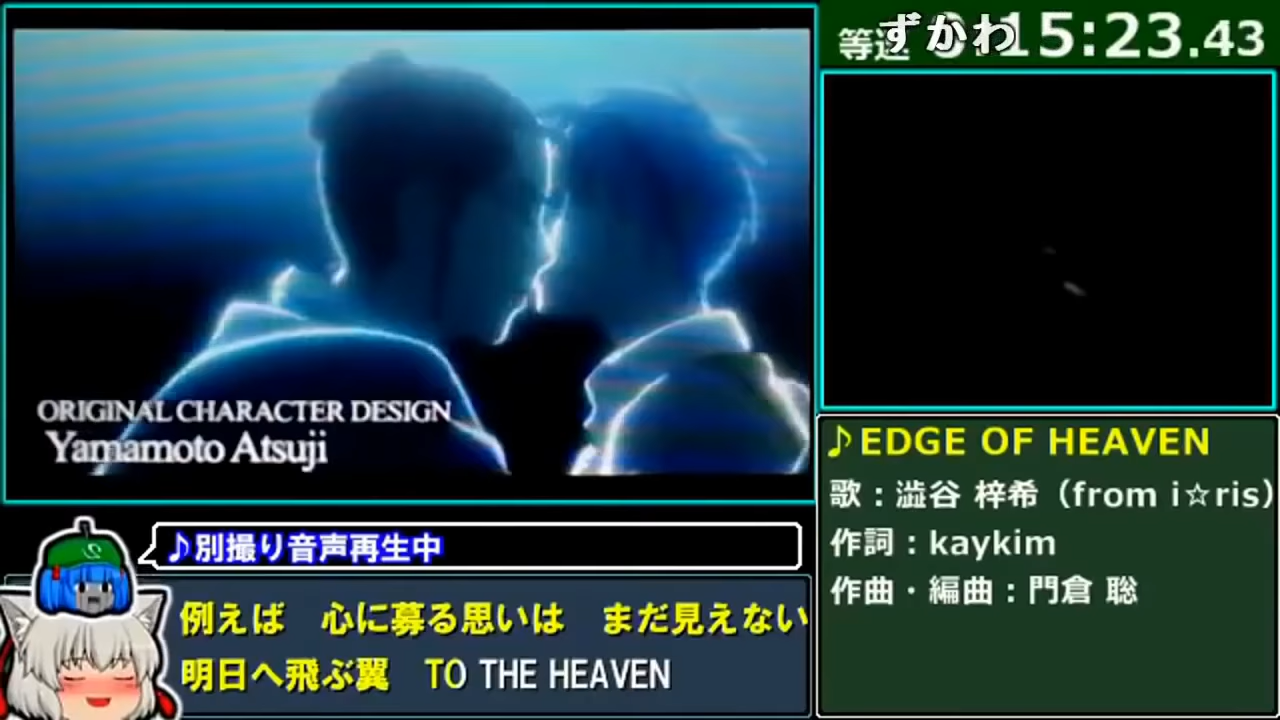 ずかわ
等速 0:15:23.43
ORIGINAL CHARACTER DESIGN
Yamamoto Atsuji
♪EDGE OF HEAVEN
歌：澁谷 梓希（from i☆ris）
作詞：kaykim
作曲・編曲：門倉 聡
♪別撮り音声再生中
例えば　心に募る思いは　まだ見えない
明日へ飛ぶ翼　TO THE HEAVEN